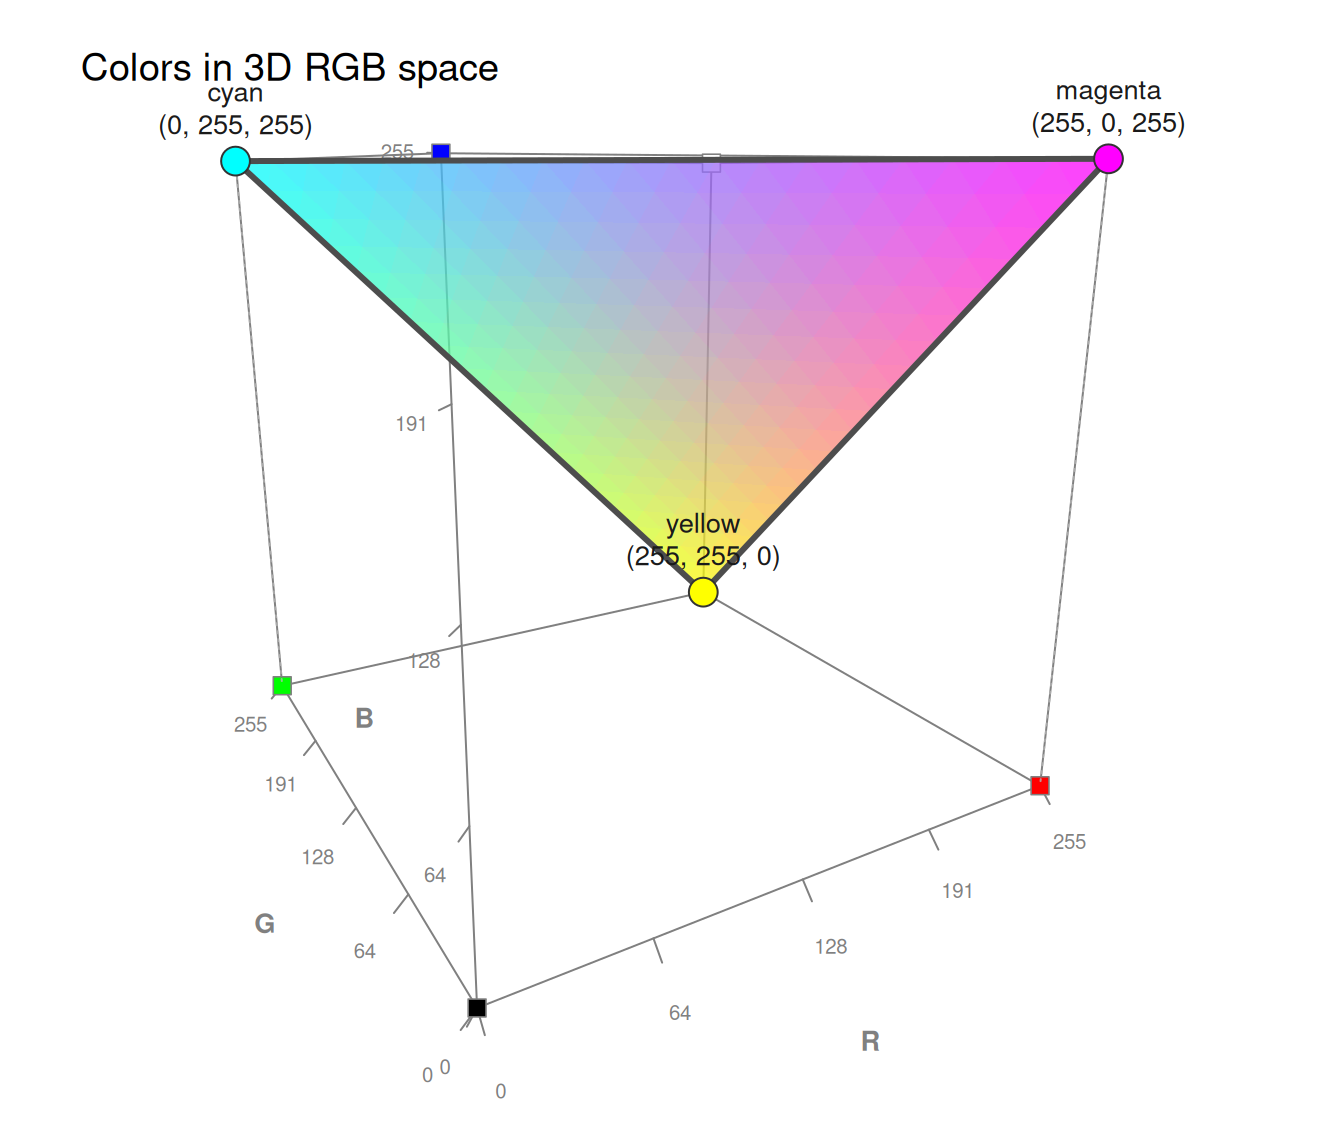 Colors in 3D RGB space
cyan
(0, 255, 255)
magenta
(255, 0, 255)
255
191
yellow
(255, 255, 0)
128
B
255
191
128
64
G
64
255
191
128
64
R
0
0
0